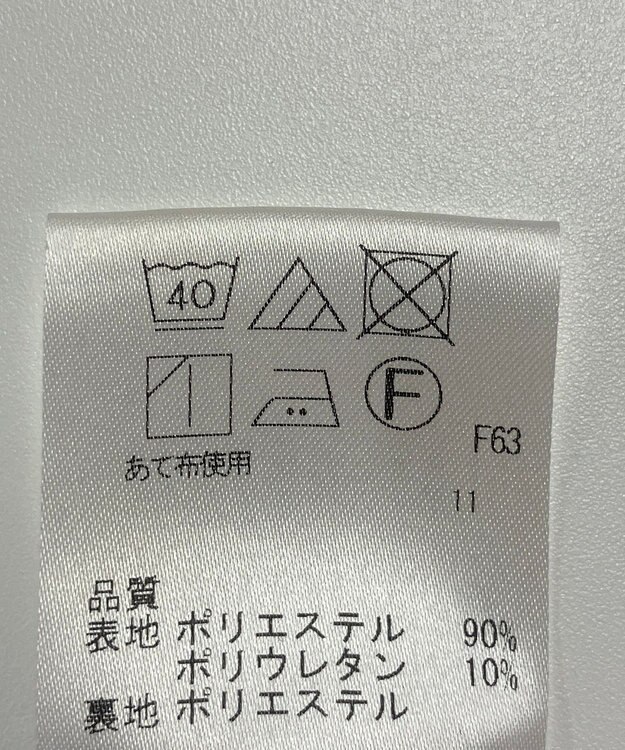 40
F
F63
あて布使用
11
品質
表地 ポリエステル 90%
ポリウレタン 10%
裏地 ポリエステル